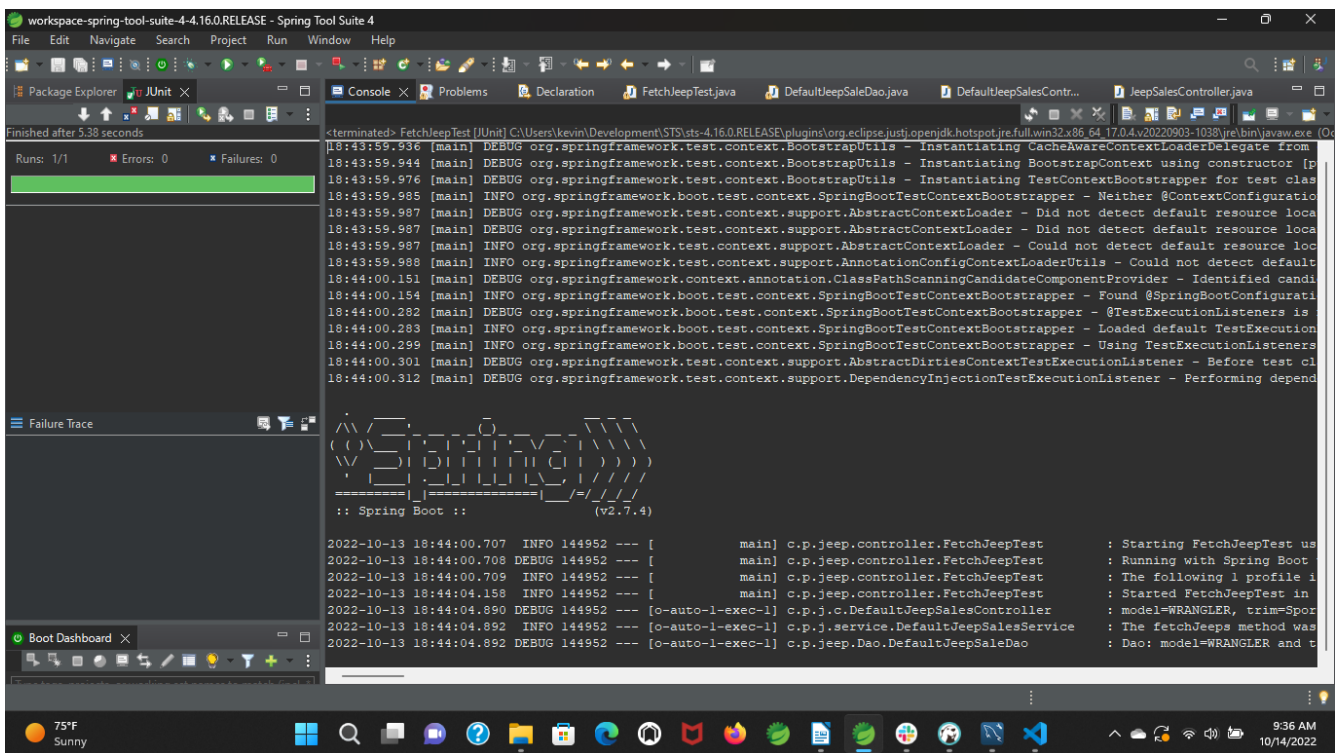 workspace-spring-tool-suite-4-4.16.0.RELEASE - Spring Tool Suite 4
File Edit Navigate Search Project Run Window Help
Package Explorer JUnit
Console Problems Declaration FetchJeepTest.java DefaultJeepSaleDao.java DefaultJeepSalesContr... JeepSalesController.java
Finished after 5.38 seconds
Runs: 1/1 Errors: 0 Failures: 0
<terminated> FetchJeepTest [JUnit] C:\Users\kevin\Development\STS\sts-4.16.0.RELEASE\plugins\org.eclipse.justj.openjdk.hotspot.jre.full.win32.x86_64_17.0.4.v20220903-1038\jre\bin\javaw.exe (Oc
18:43:59.936 [main] DEBUG org.springframework.test.context.BootstrapUtils - Instantiating CacheAwareContextLoaderDelegate from
18:43:59.944 [main] DEBUG org.springframework.test.context.BootstrapUtils - Instantiating BootstrapContext using constructor [p
18:43:59.976 [main] DEBUG org.springframework.test.context.BootstrapUtils - Instantiating TestContextBootstrapper for test clas
18:43:59.985 [main] INFO org.springframework.boot.test.context.SpringBootTestContextBootstrapper - Neither @ContextConfiguratio
18:43:59.987 [main] DEBUG org.springframework.test.context.support.AbstractContextLoader - Did not detect default resource loca
18:43:59.987 [main] DEBUG org.springframework.test.context.support.AbstractContextLoader - Did not detect default resource loca
18:43:59.987 [main] INFO org.springframework.test.context.support.AbstractContextLoader - Could not detect default resource loc
18:43:59.988 [main] INFO org.springframework.test.context.support.AnnotationConfigContextLoaderUtils - Could not detect default
18:44:00.151 [main] DEBUG org.springframework.context.annotation.ClassPathScanningCandidateComponentProvider - Identified candi
18:44:00.154 [main] INFO org.springframework.boot.test.context.SpringBootTestContextBootstrapper - Found @SpringBootConfigurati
18:44:00.282 [main] DEBUG org.springframework.boot.test.context.SpringBootTestContextBootstrapper - @TestExecutionListeners is
18:44:00.283 [main] INFO org.springframework.boot.test.context.SpringBootTestContextBootstrapper - Loaded default TestExecution
18:44:00.299 [main] INFO org.springframework.boot.test.context.SpringBootTestContextBootstrapper - Using TestExecutionListeners
18:44:00.301 [main] DEBUG org.springframework.test.context.support.AbstractDirtiesContextTestExecutionListener - Before test cl
18:44:00.312 [main] DEBUG org.springframework.test.context.support.DependencyInjectionTestExecutionListener - Performing depend
Failure Trace
Spring
:: Spring Boot :: (v2.7.4)
2022-10-13 18:44:00.707 INFO 144952 --- [ main] c.p.jeep.controller.FetchJeepTest : Starting FetchJeepTest us
2022-10-13 18:44:00.708 DEBUG 144952 --- [ main] c.p.jeep.controller.FetchJeepTest : Running with Spring Boot
2022-10-13 18:44:00.709 INFO 144952 --- [ main] c.p.jeep.controller.FetchJeepTest : The following 1 profile i
2022-10-13 18:44:04.158 INFO 144952 --- [ main] c.p.jeep.controller.FetchJeepTest : Started FetchJeepTest in
2022-10-13 18:44:04.890 DEBUG 144952 --- [o-auto-1-exec-1] c.p.j.c.DefaultJeepSalesController : model=WRANGLER, trim=Spor
2022-10-13 18:44:04.892 INFO 144952 --- [o-auto-1-exec-1] c.p.j.service.DefaultJeepSalesService : The fetchJeeps method was
2022-10-13 18:44:04.892 DEBUG 144952 --- [o-auto-1-exec-1] c.p.jeep.Dao.DefaultJeepSaleDao : Dao: model=WRANGLER and t
Boot Dashboard
75°F
Sunny
9:36 AM
10/14/2022